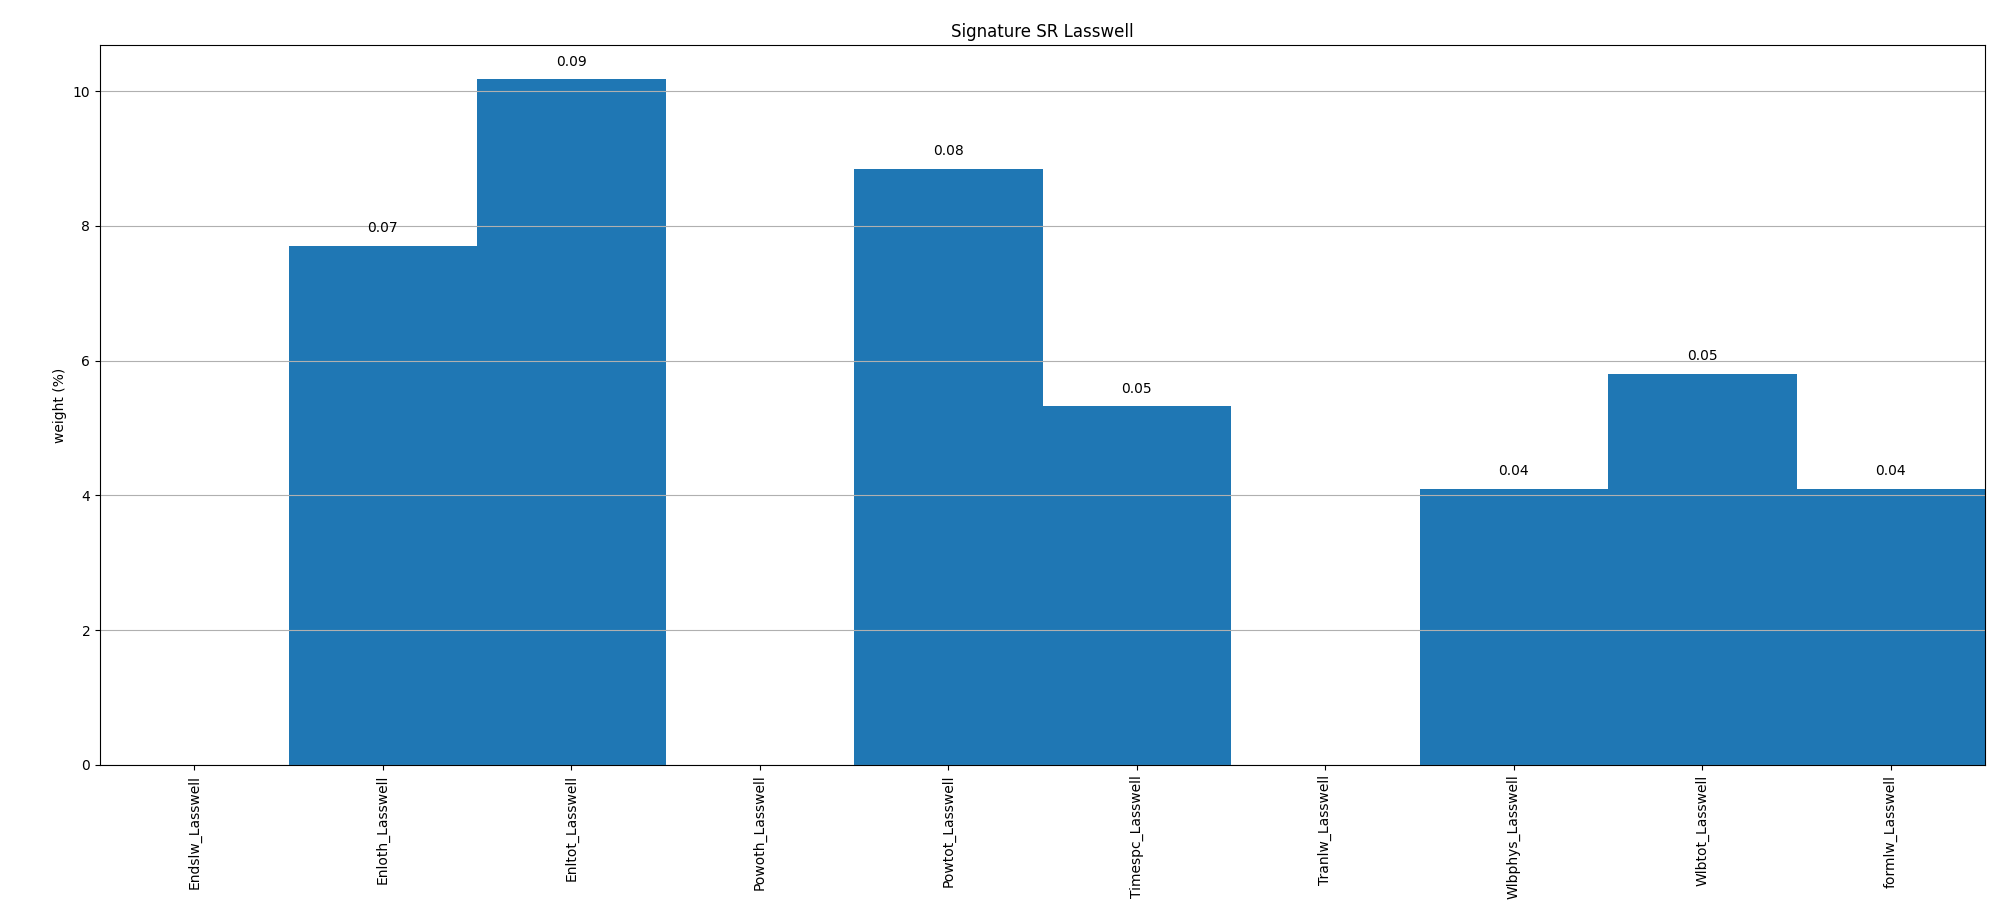 Signature SR Lasswell
weight (%)
10
8
6
4
2
0
0.07
0.09
0.08
0.05
0.04
0.05
0.04
Endslw_Lasswell
Enloth_Lasswell
Enltot_Lasswell
Powoth_Lasswell
Powtot_Lasswell
Timespc_Lasswell
Tranlw_Lasswell
Wlbphys_Lasswell
Wlbtot_Lasswell
formlw_Lasswell